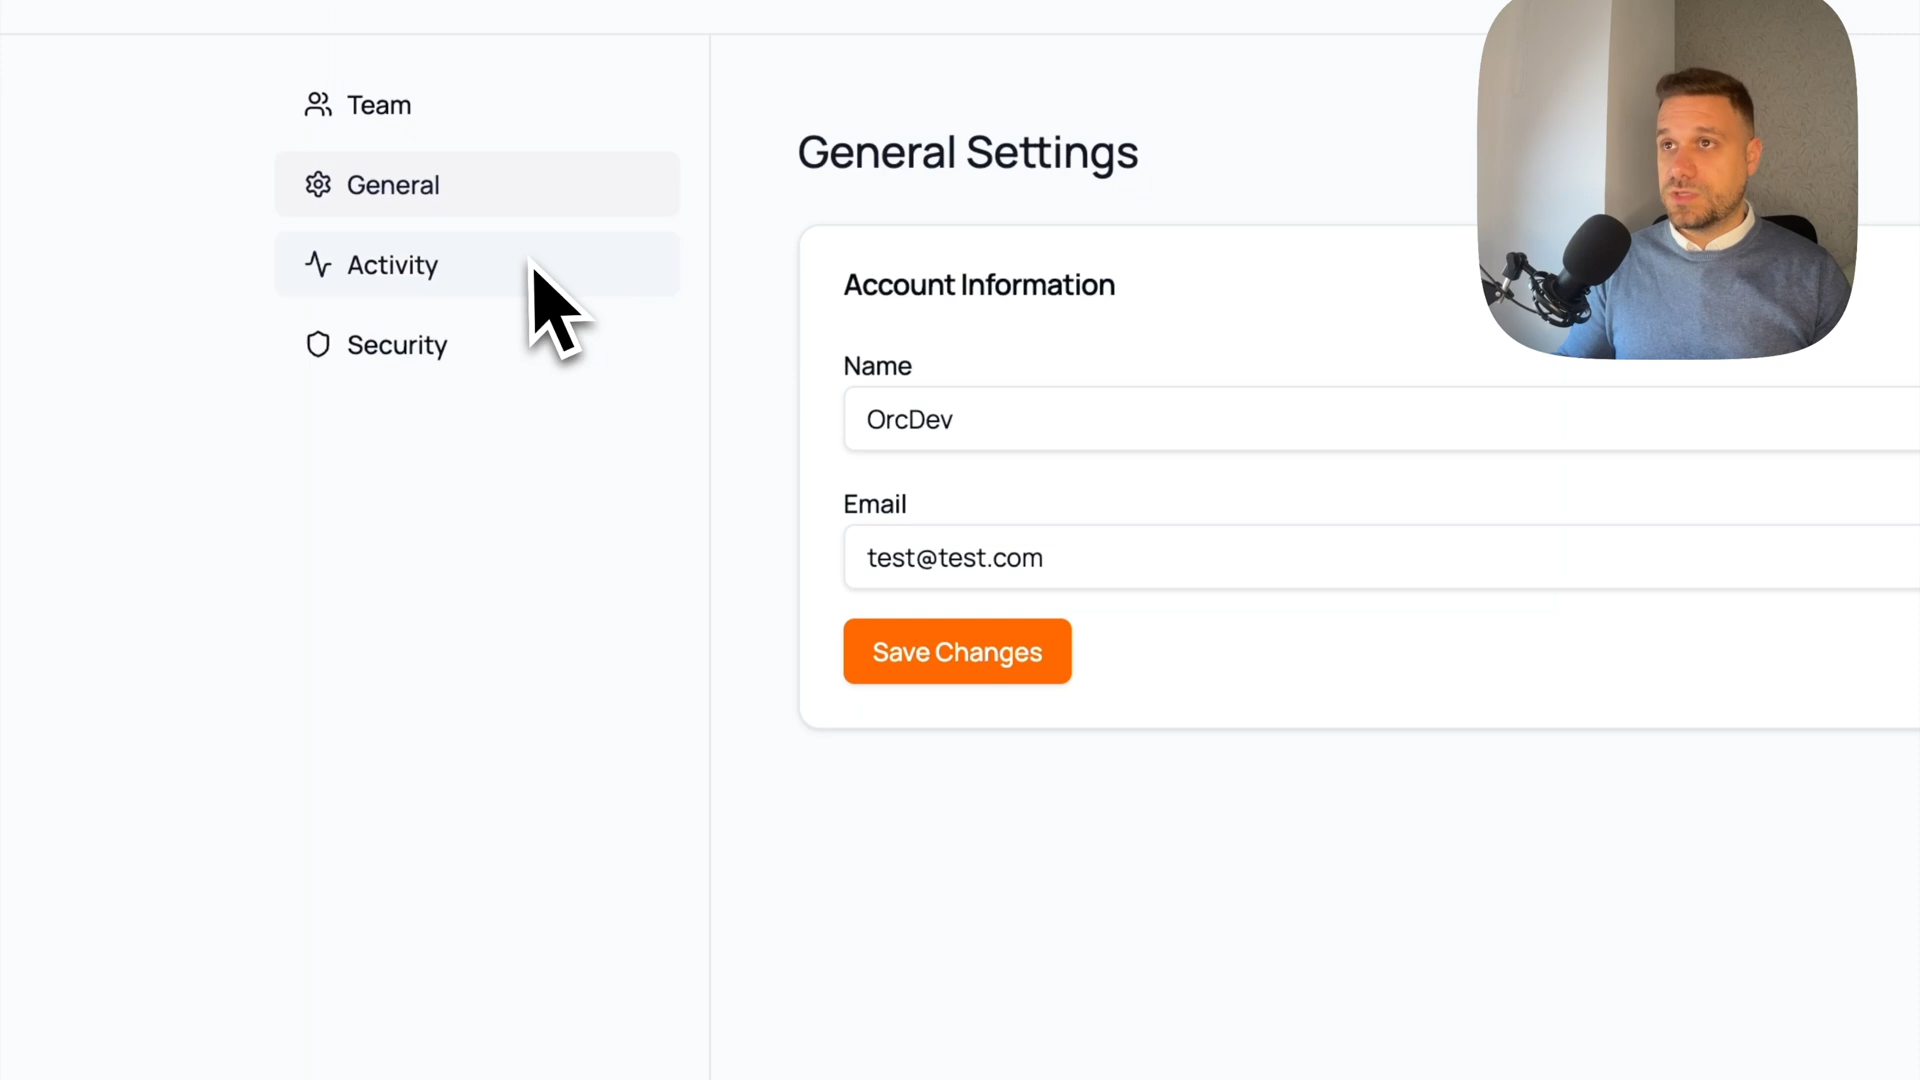 Team
General
Activity
Security
General Settings
Account Information
Name
OrcDev
Email
test@test.com
Save Changes